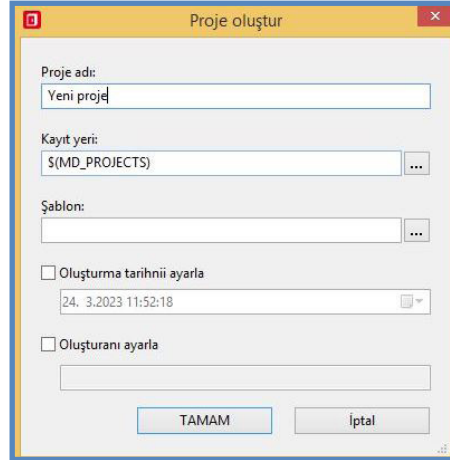 Proje oluştur
Proje adı:
Yeni proje
Kayıt yeri:
$(MD_PROJECTS)
...
Şablon:
...
Oluşturma tarihnii ayarla
24. 3.2023 11:52:18
Oluşturanı ayarla
TAMAM
İptal